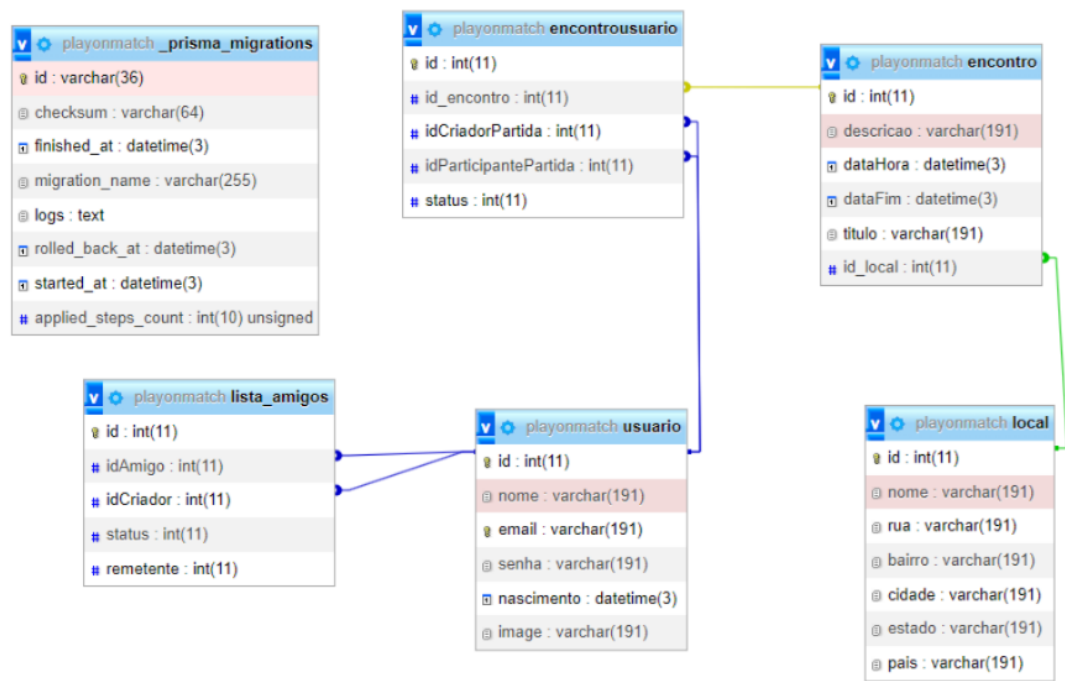 playonmatch _prisma_migrations
id : varchar(36)
checksum : varchar(64)
finished_at : datetime(3)
migration_name : varchar(255)
logs : text
rolled_back_at : datetime(3)
started_at : datetime(3)
applied_steps_count : int(10) unsigned
playonmatch encontrousuario
id : int(11)
id_encontro : int(11)
idCriadorPartida : int(11)
idParticipantePartida : int(11)
status : int(11)
playonmatch encontro
id : int(11)
descricao : varchar(191)
dataHora : datetime(3)
dataFim : datetime(3)
titulo : varchar(191)
id_local : int(11)
playonmatch lista_amigos
id : int(11)
idAmigo : int(11)
idCriador : int(11)
status : int(11)
remetente : int(11)
playonmatch usuario
id : int(11)
nome : varchar(191)
email : varchar(191)
senha : varchar(191)
nascimento : datetime(3)
image : varchar(191)
playonmatch local
id : int(11)
nome : varchar(191)
rua : varchar(191)
bairro : varchar(191)
cidade : varchar(191)
estado : varchar(191)
pais : varchar(191)